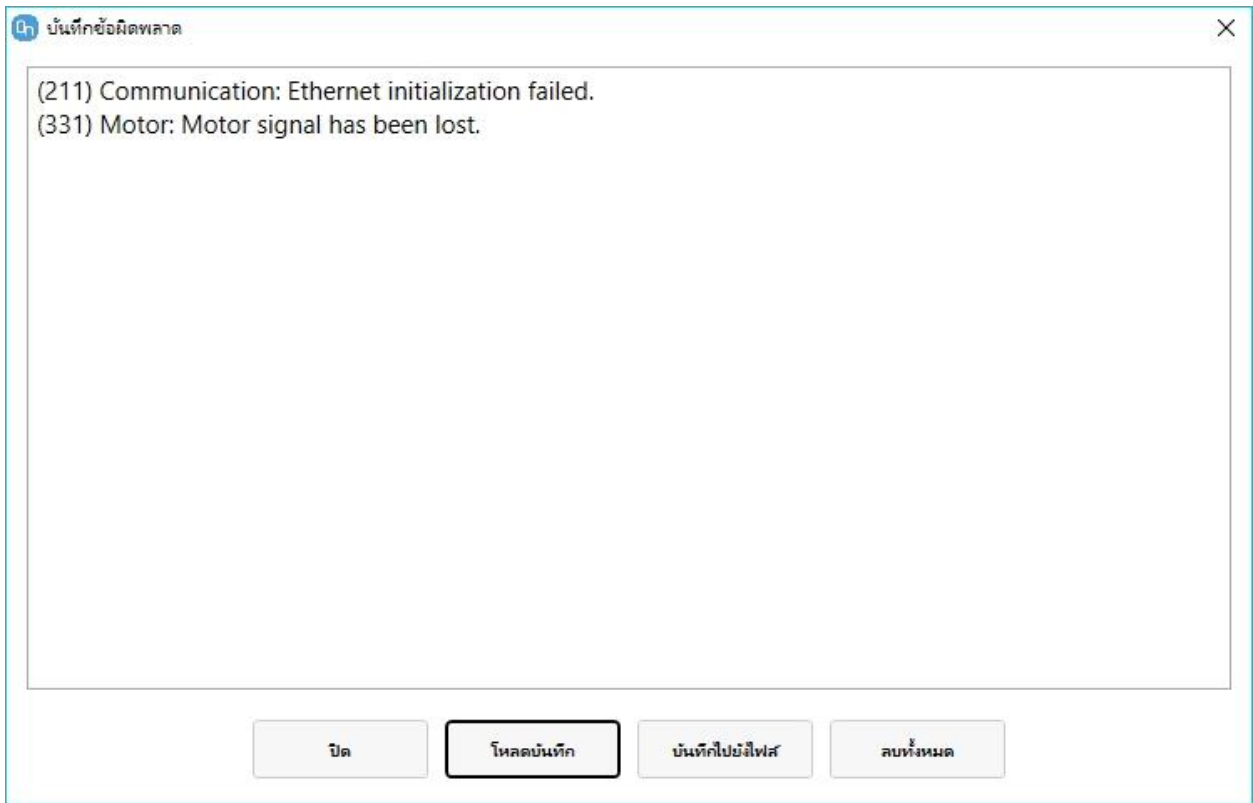 บันทึกข้อผิดพลาด
(211) Communication: Ethernet initialization failed.
(331) Motor: Motor signal has been lost.
ปิด
โหลดบันทึก
บันทึกไปยังไฟล์
ลบทั้งหมด